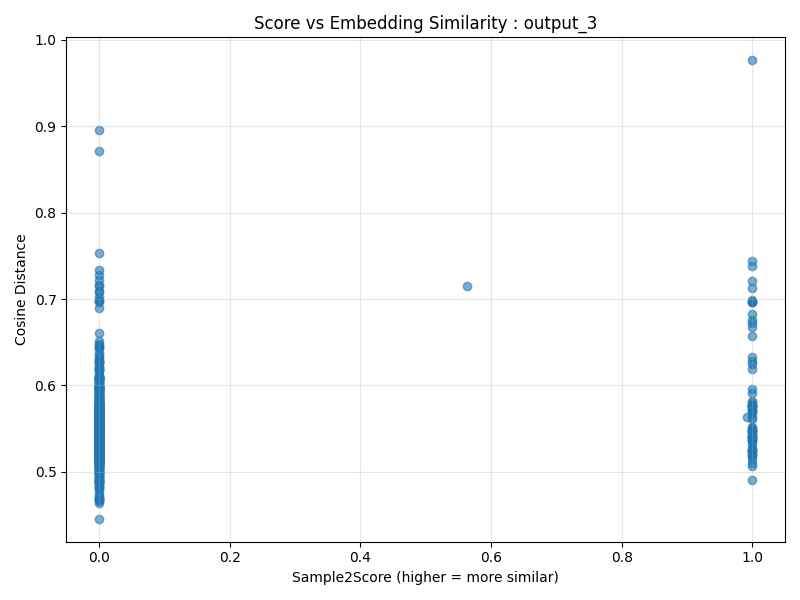 Score vs Embedding Similarity : output_3
1.0
0.9
0.8
0.7
0.6
0.5
Cosine Distance
0.0 0.2 0.4 0.6 0.8 1.0
Sample2Score (higher = more similar)